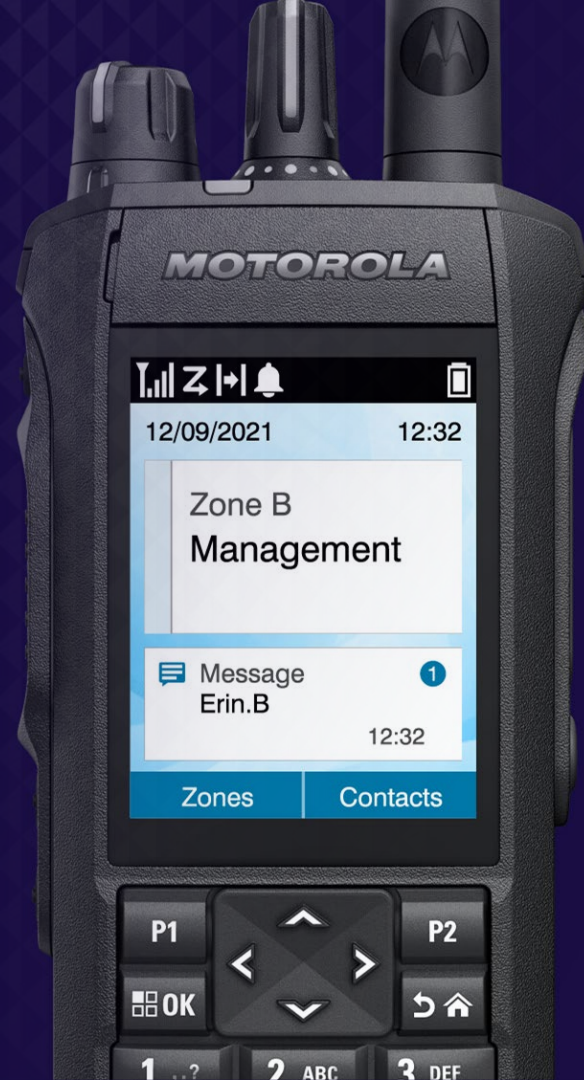 MOTOROLA
12/09/2021 12:32
Zone B
Management
Message 1
Erin.B
12:32
Zones Contacts
P1 P2
OK
1 ..? 2 ABC 3 DEF